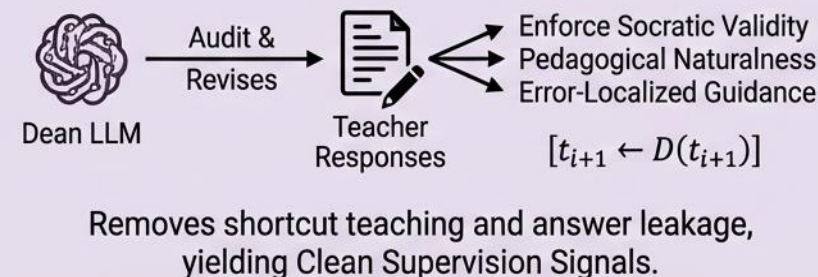 Audit &
Revises
Dean LLM
Teacher
Responses
Enforce Socratic Validity
Pedagogical Naturalness
Error-Localized Guidance
[t_{i+1} ← D(t_{i+1})]
Removes shortcut teaching and answer leakage,
yielding Clean Supervision Signals.